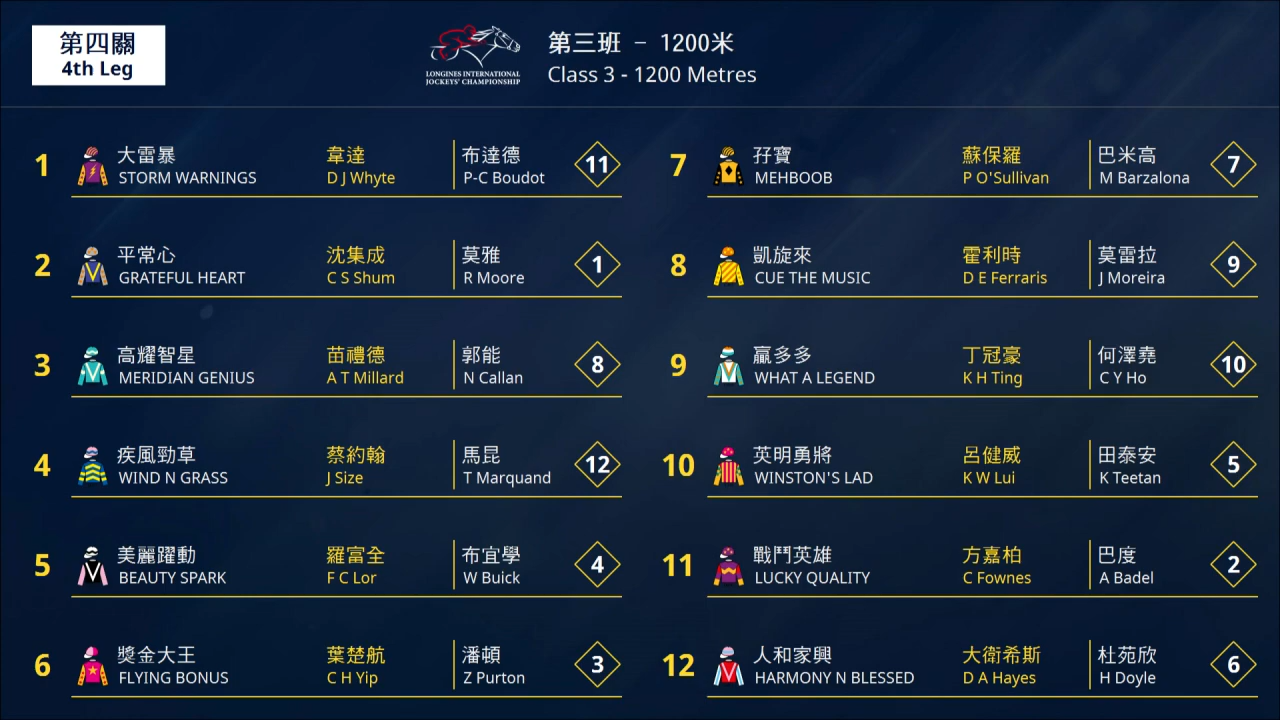 第四關
4th Leg
LONGINES INTERNATIONAL
JOCKEYS' CHAMPIONSHIP
第三班 – 1200米
Class 3 - 1200 Metres
1 大雷暴 韋達 布達德 11
STORM WARNINGS D J Whyte P-C Boudot
2 平常心 沈集成 莫雅 1
GRATEFUL HEART C S Shum R Moore
3 高耀智星 苗禮德 郭能 8
MERIDIAN GENIUS A T Millard N Callan
4 疾風勁草 蔡約翰 馬昆 12
WIND N GRASS J Size T Marquand
5 美麗躍動 羅富全 布宜學 4
BEAUTY SPARK F C Lor W Buick
6 獎金大王 葉楚航 潘頓 3
FLYING BONUS C H Yip Z Purton
7 孖寶 蘇保羅 巴米高 7
MEHBOOB P O'Sullivan M Barzalona
8 凱旋來 霍利時 莫雷拉 9
CUE THE MUSIC D E Ferraris J Moreira
9 贏多多 丁冠豪 何澤堯 10
WHAT A LEGEND K H Ting C Y Ho
10 英明勇將 呂健威 田泰安 5
WINSTON'S LAD K W Lui K Teetan
11 戰鬥英雄 方嘉柏 巴度 2
LUCKY QUALITY C Fownes A Badel
12 人和家興 大衛希斯 杜苑欣 6
HARMONY N BLESSED D A Hayes H Doyle